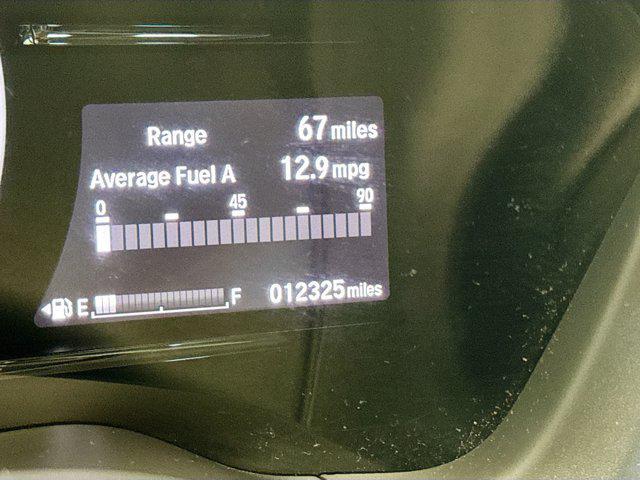 Range 67 miles
Average Fuel A 12.9 mpg
0 45 90
E F 012325 miles